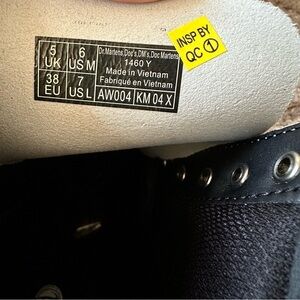 5 UK
6 US M
38 EU
7 US L
Dr.Martens,Doc's,DM's,Doc Martens
1460 Y
Made in Vietnam
Fabriqué en Vietnam
AW004 KM 04 X
INSP BY
QC 1